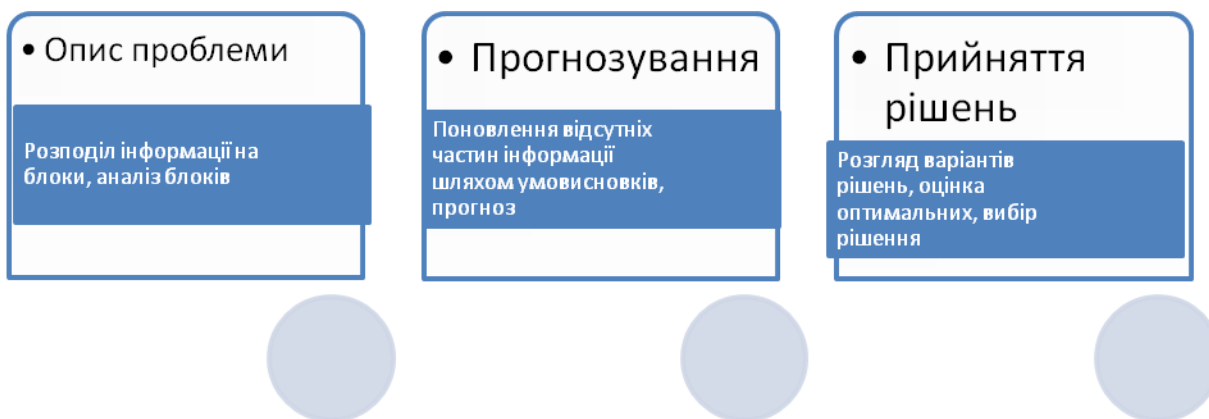 • Опис проблеми
Розподіл інформації на
блоки, аналіз блоків
• Прогнозування
Поновлення відсутніх
частин інформації
шляхом умовисновків,
прогноз
• Прийняття
рішень
Розгляд варіантів
рішень, оцінка
оптимальних, вибір
рішення